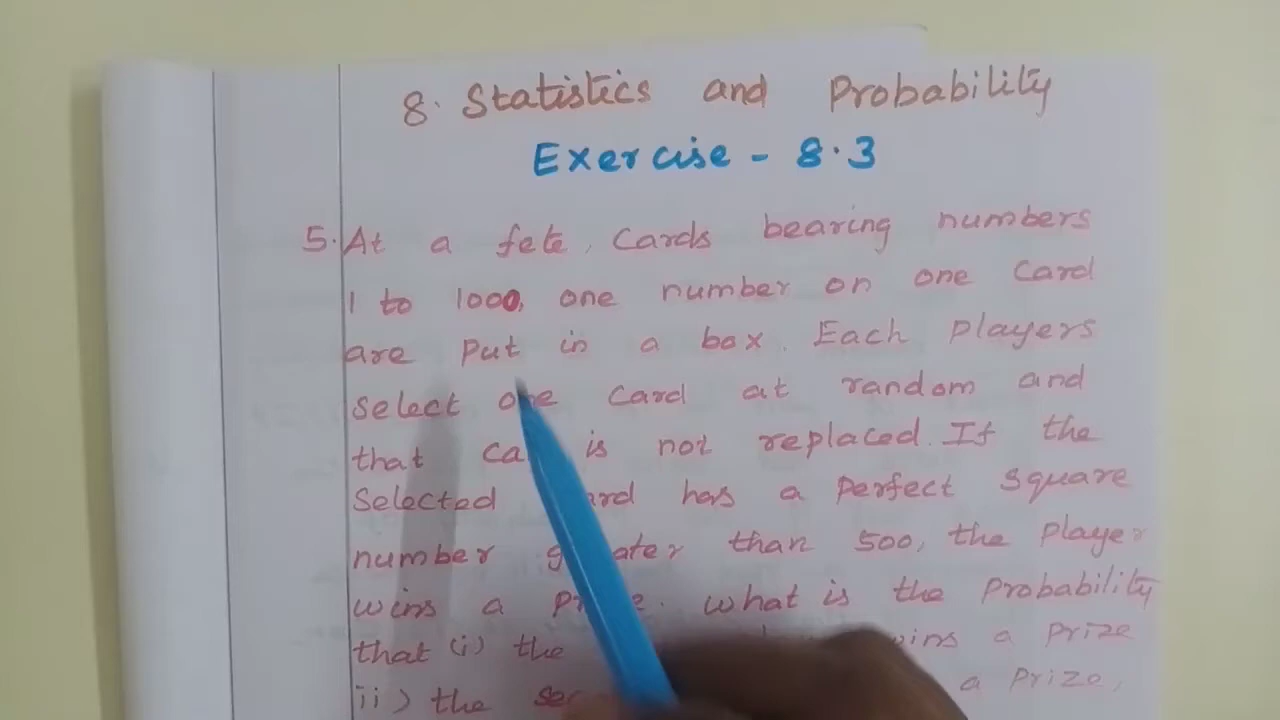 8. Statistics and Probability
Exercise - 8.3
5. At a fete, Cards bearing numbers
1 to 1000, one number on one Card
are put in a box. Each players
select one card at random and
that is not replaced. If the
Selected has a perfect square
number than 500, the player
wins a what is the probability
that (i) the wins a prize
ii) the a prize,